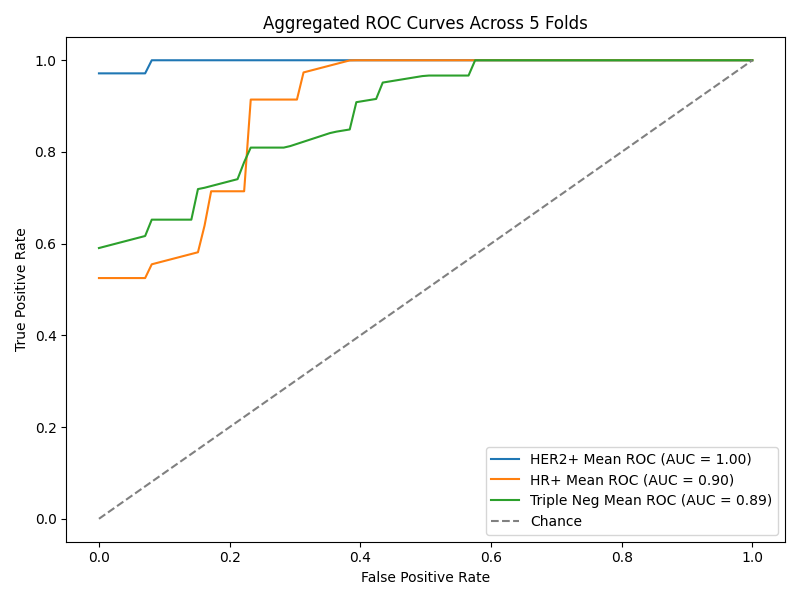 Aggregated ROC Curves Across 5 Folds
True Positive Rate
1.0
0.8
0.6
0.4
0.2
0.0
HER2+ Mean ROC (AUC = 1.00)
HR+ Mean ROC (AUC = 0.90)
Triple Neg Mean ROC (AUC = 0.89)
Chance
0.0 0.2 0.4 0.6 0.8 1.0
False Positive Rate